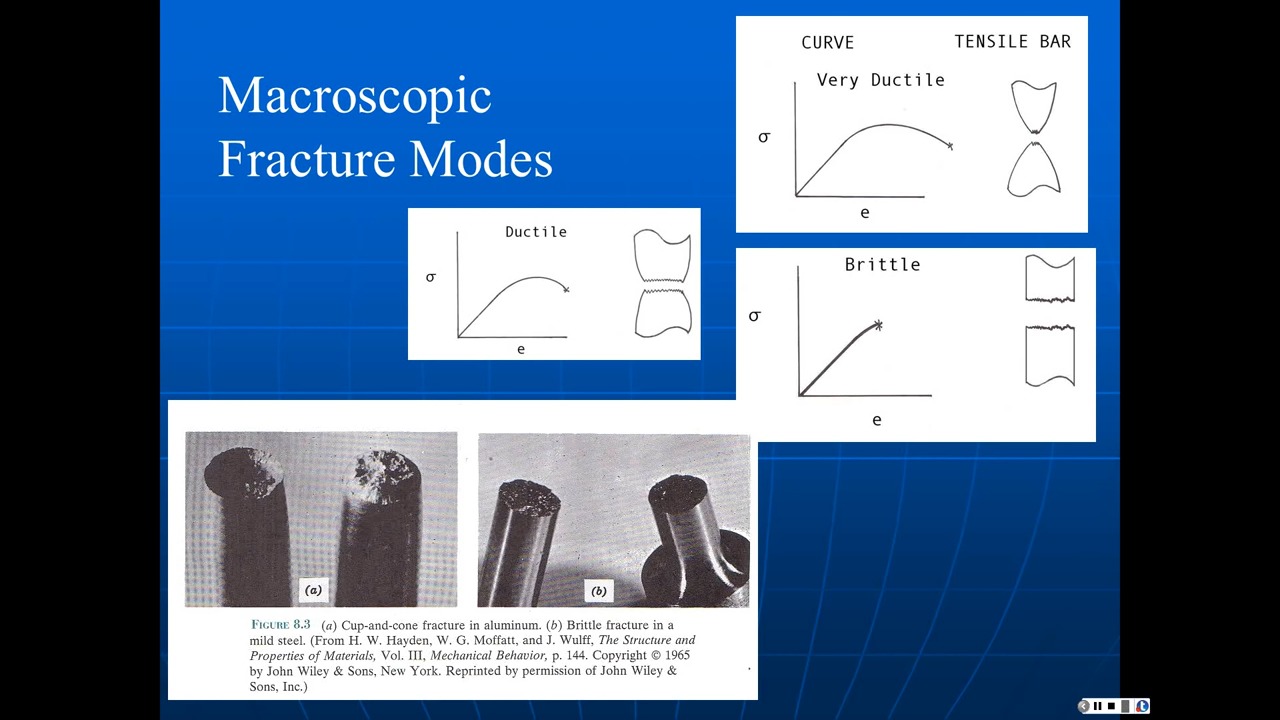 Macroscopic
Fracture Modes
CURVE TENSILE BAR
Very Ductile
σ
e
Ductile
σ
e
Brittle
σ
e
(a)
(b)
FIGURE 8.3 (a) Cup-and-cone fracture in aluminum. (b) Brittle fracture in a
mild steel. (From H. W. Hayden, W. G. Moffatt, and J. Wulff, The Structure and
Properties of Materials, Vol. III, Mechanical Behavior, p. 144. Copyright © 1965
by John Wiley & Sons, New York. Reprinted by permission of John Wiley &
Sons, Inc.)